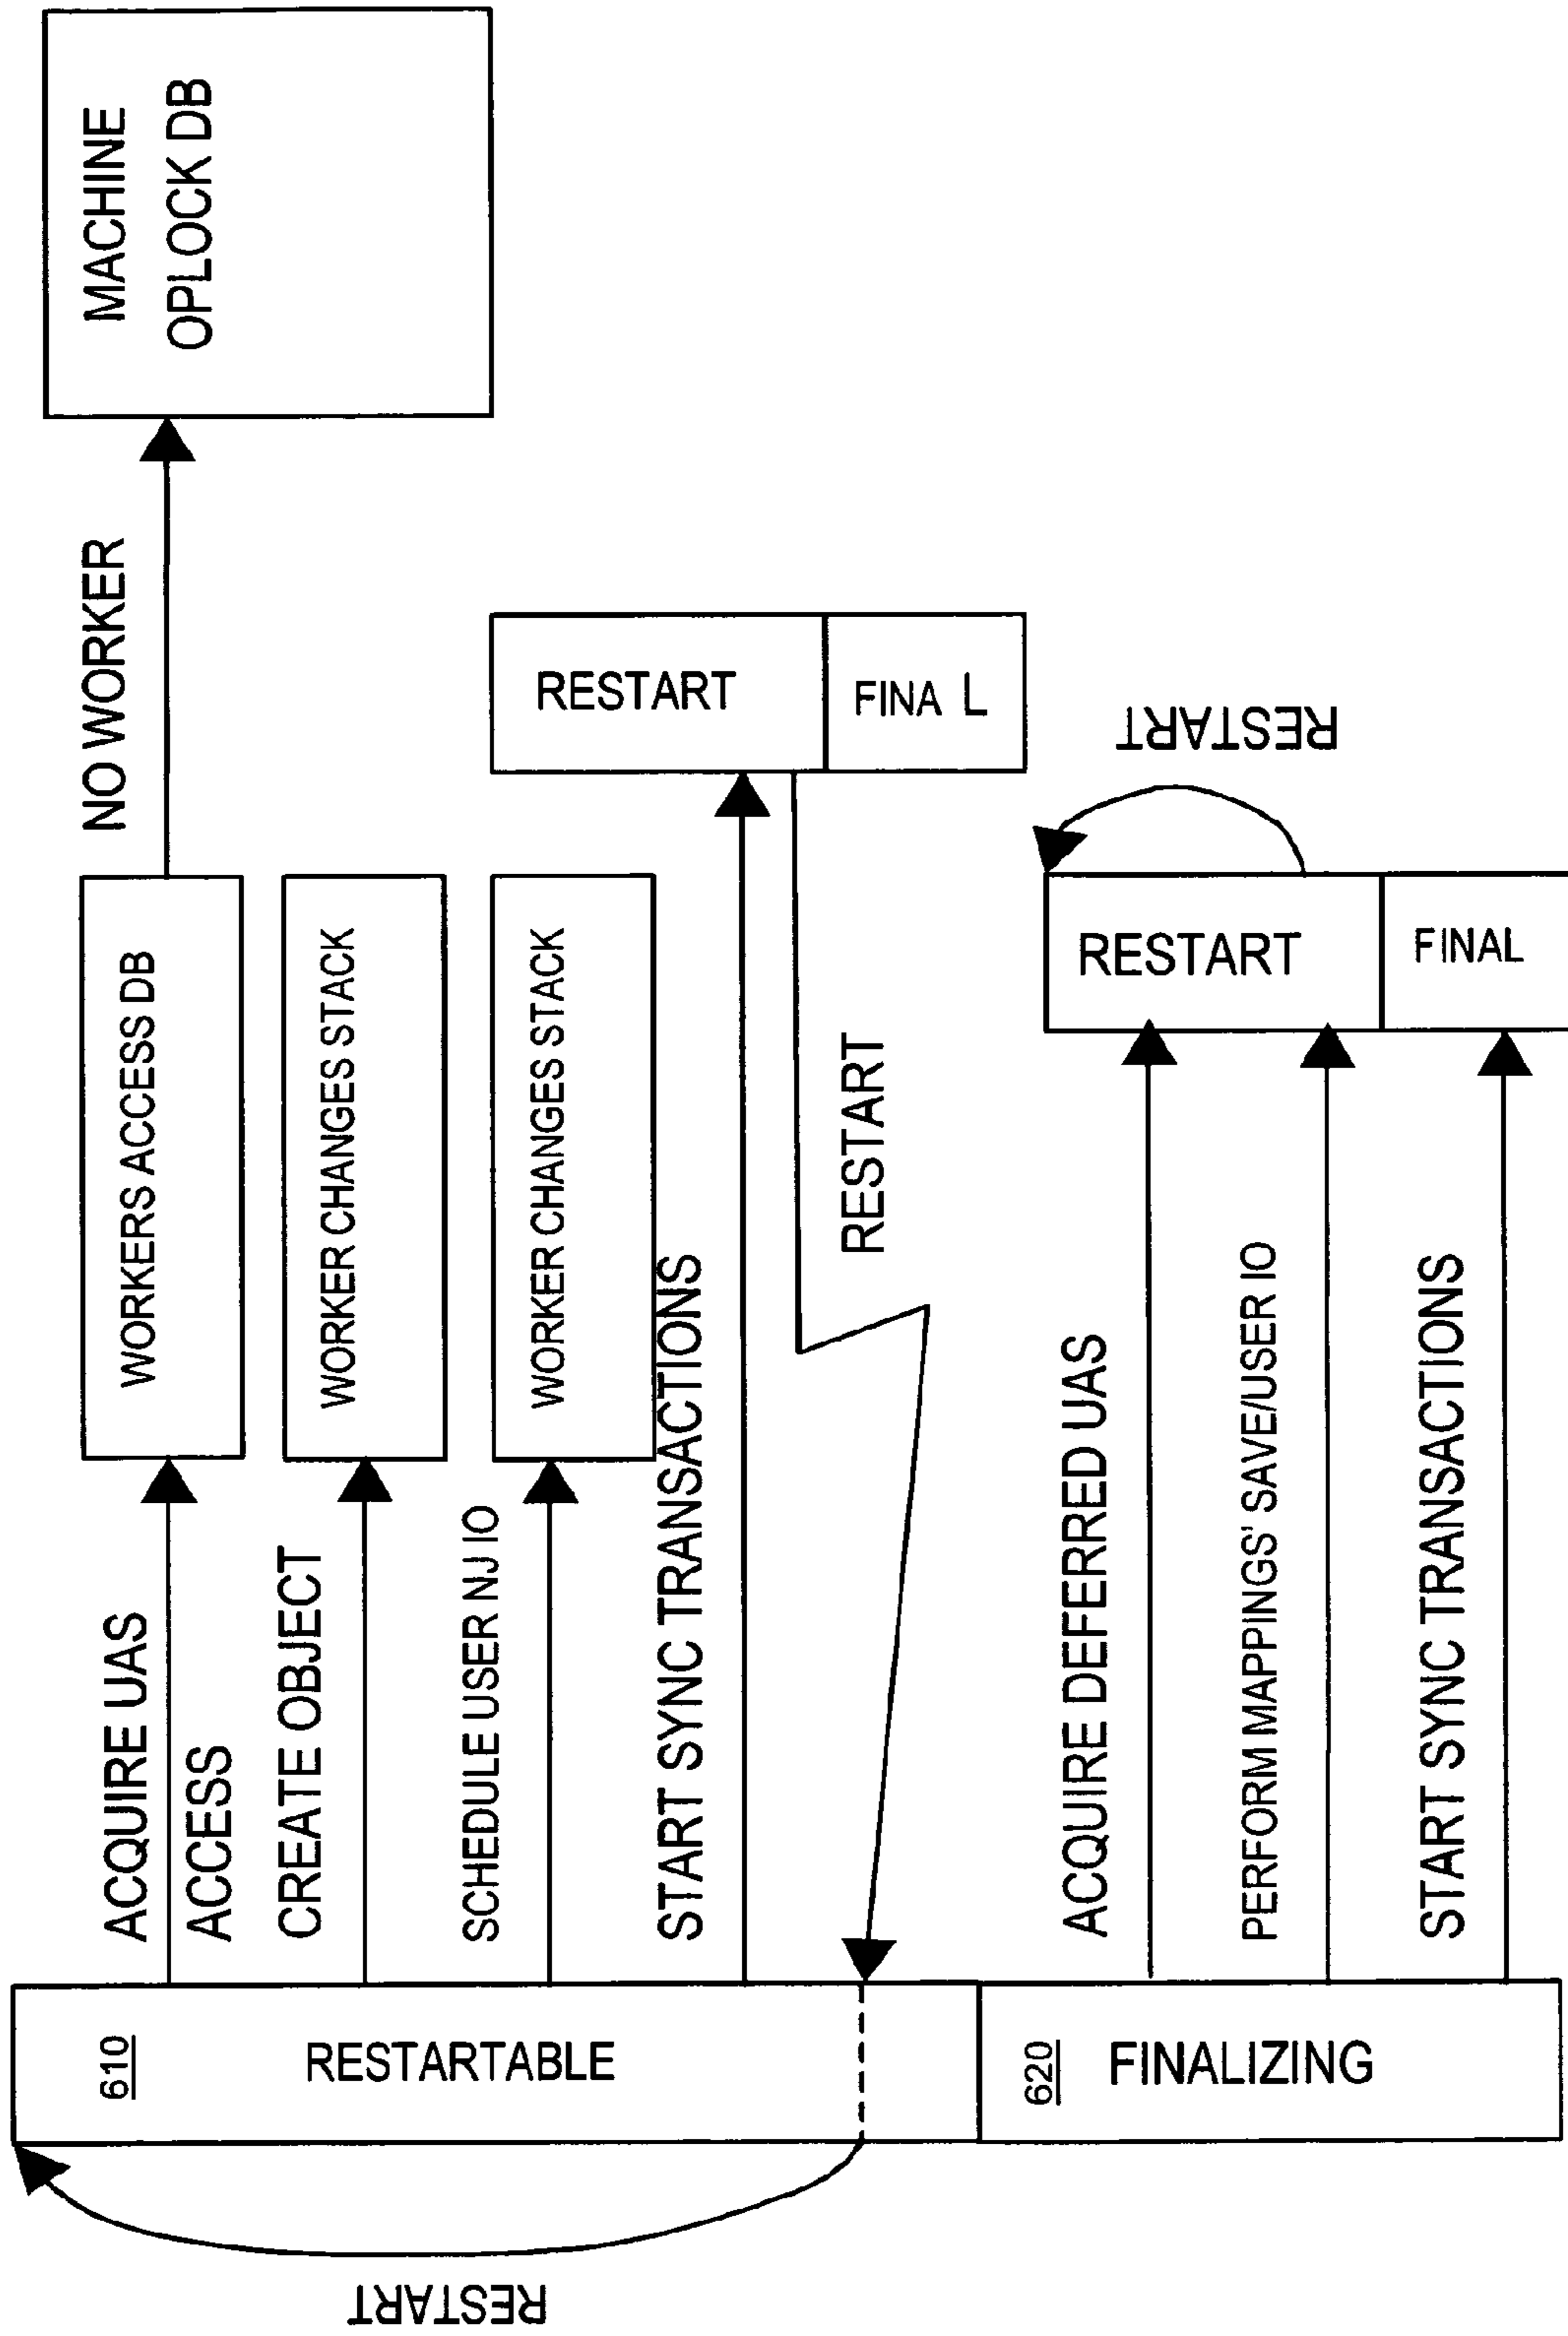 RESTART
610
RESTARTABLE
620
FINALIZING
ACQUIRE UAS
ACCESS
CREATE OBJECT
SCHEDULE USER NJ IO
START SYNC TRANSACTIONS
ACQUIRE DEFERRED UAS
PERFORM MAPPINGS' SAVE/USER IO
START SYNC TRANSACTIONS
WORKERS ACCESS DB
WORKER CHANGES STACK
WORKER CHANGES STACK
RESTART
RESTART
FINAL
NO WORKER
RESTART
FINA L
RESTART
MACHINE
OPLOCK DB